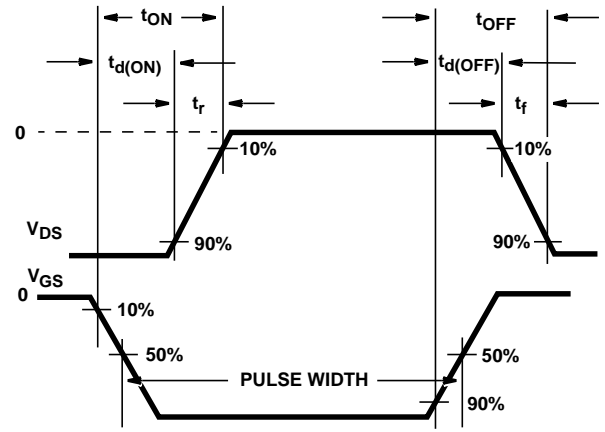 tON
tOFF
td(ON)
td(OFF)
tr
tf
0
10%
10%
VDS
90%
90%
VGS
0
10%
50%
50%
PULSE WIDTH
90%